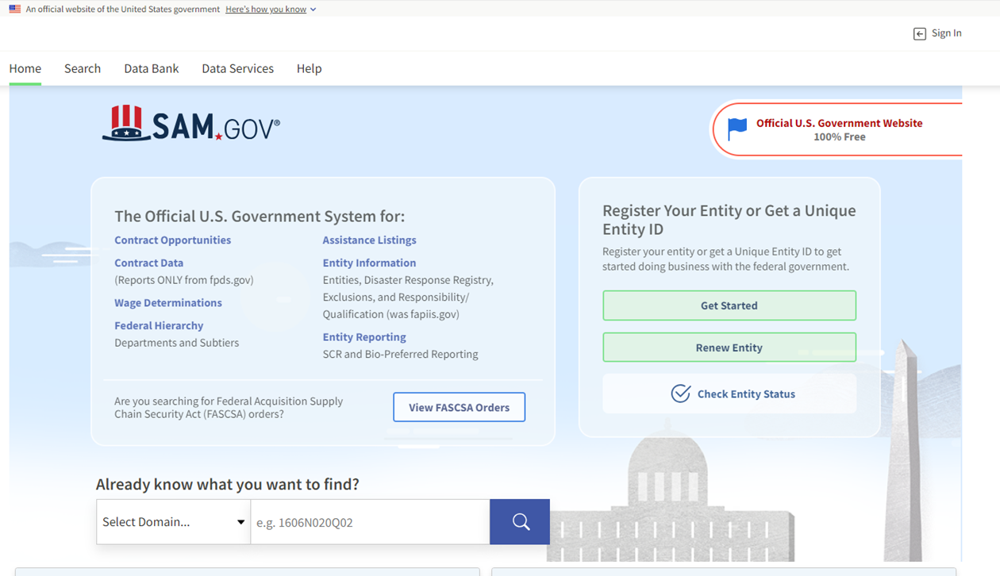 An official website of the United States government Here's how you know
Sign In
Home Search Data Bank Data Services Help
SAM.GOV®
Official U.S. Government Website
100% Free
The Official U.S. Government System for:
Contract Opportunities
Contract Data
(Reports ONLY from fpds.gov)
Wage Determinations
Federal Hierarchy
Departments and Subtiers
Assistance Listings
Entity Information
Entities, Disaster Response Registry,
Exclusions, and Responsibility/
Qualification (was fapiis.gov)
Entity Reporting
SCR and Bio-Preferred Reporting
Are you searching for Federal Acquisition Supply
Chain Security Act (FASCSA) orders?
View FASCSA Orders
Register Your Entity or Get a Unique
Entity ID
Register your entity or get a Unique Entity ID to get
started doing business with the federal government.
Get Started
Renew Entity
Check Entity Status
Already know what you want to find?
Select Domain... e.g. 1606N020Q02